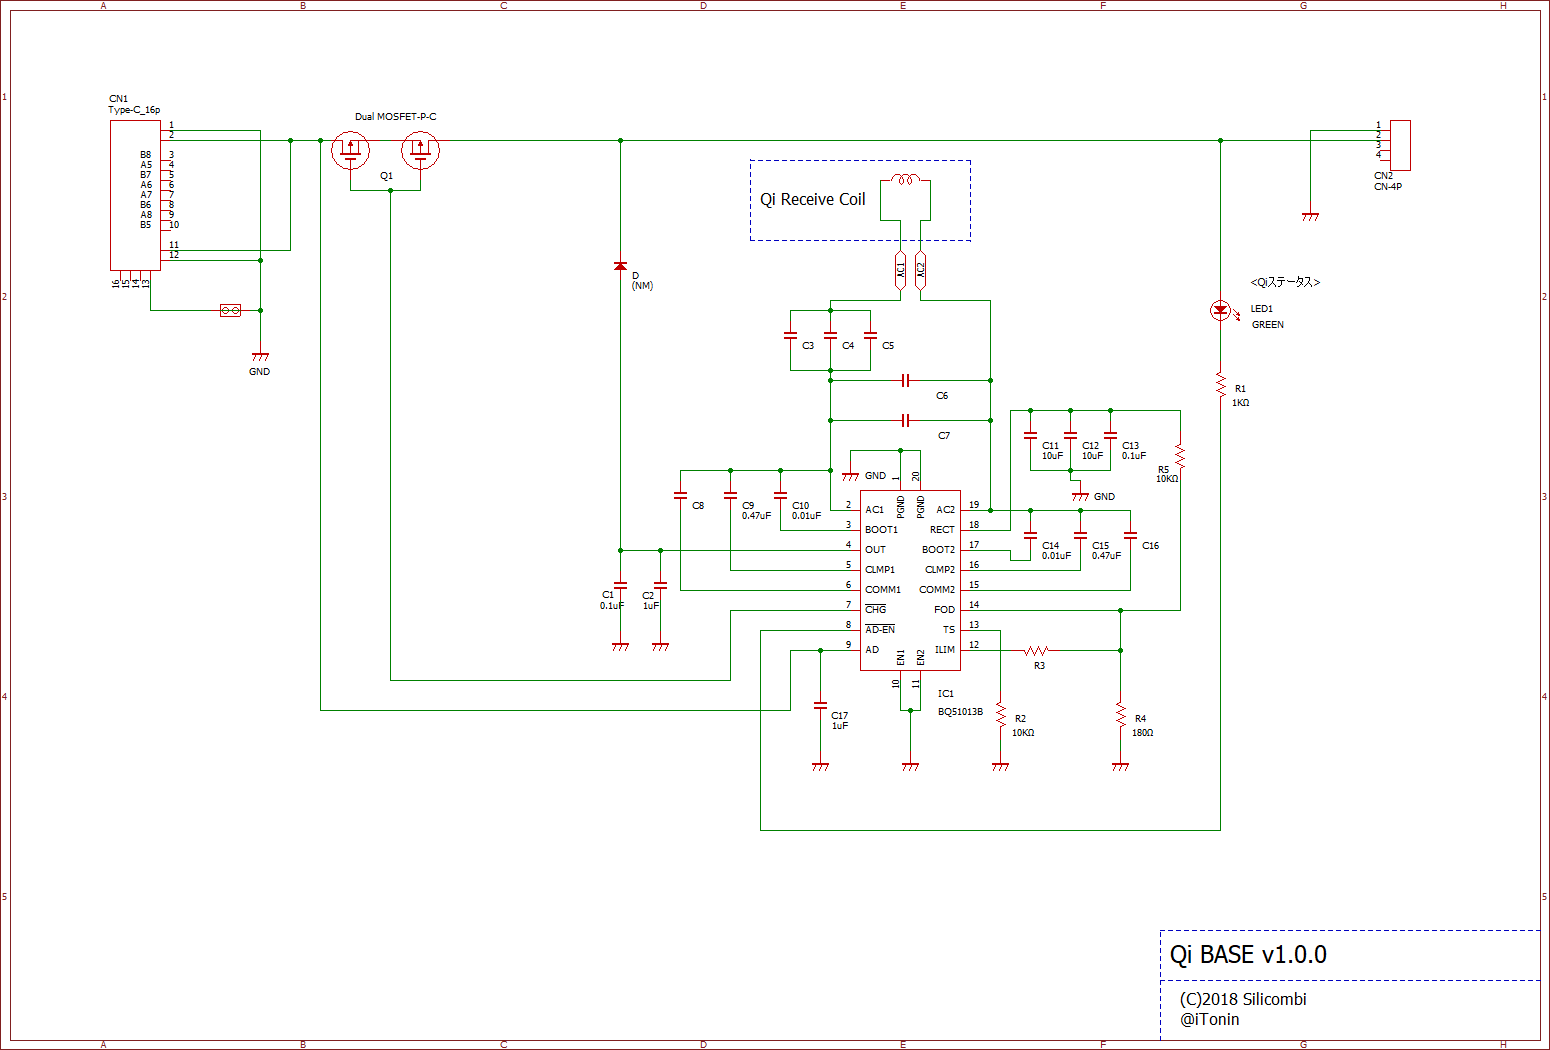 A B C D E F G H
1
2
3
4
5
1
2
3
4
5
CN1
Type-C_16p
1
2
B8 3
A5 4
B7 5
A6 6
A7 7
B6 8
A8 9
B5 10
11
12
16 15 14 13
GND
Dual MOSFET-P-C
Q1
D
(NM)
Qi Receive Coil
AC1 AC2
C3 C4 C5
C6
C7
GND
1 20
C8
C9
0.47uF
C10
0.01uF
C1
0.1uF
C2
1uF
2 AC1
3 BOOT1
4 OUT
5 CLMP1
6 COMM1
7 CHG
8 AD-EN
9 AD
PGND PGND
AC2 19
RECT 18
BOOT2 17
CLMP2 16
COMM2 15
FOD 14
TS 13
ILIM 12
EN1 EN2
10 11
IC1
BQ51013B
C17
1uF
C11
10uF
C12
10uF
C13
0.1uF
R5
10KΩ
GND
C14
0.01uF
C15
0.47uF
C16
R3
R2
10KΩ
R4
180Ω
<Qiステータス>
LED1
GREEN
R1
1KΩ
1
2
3
4
CN2
CN-4P
Qi BASE v1.0.0
(C)2018 Silicombi
@iTonin
A B C D E F G H